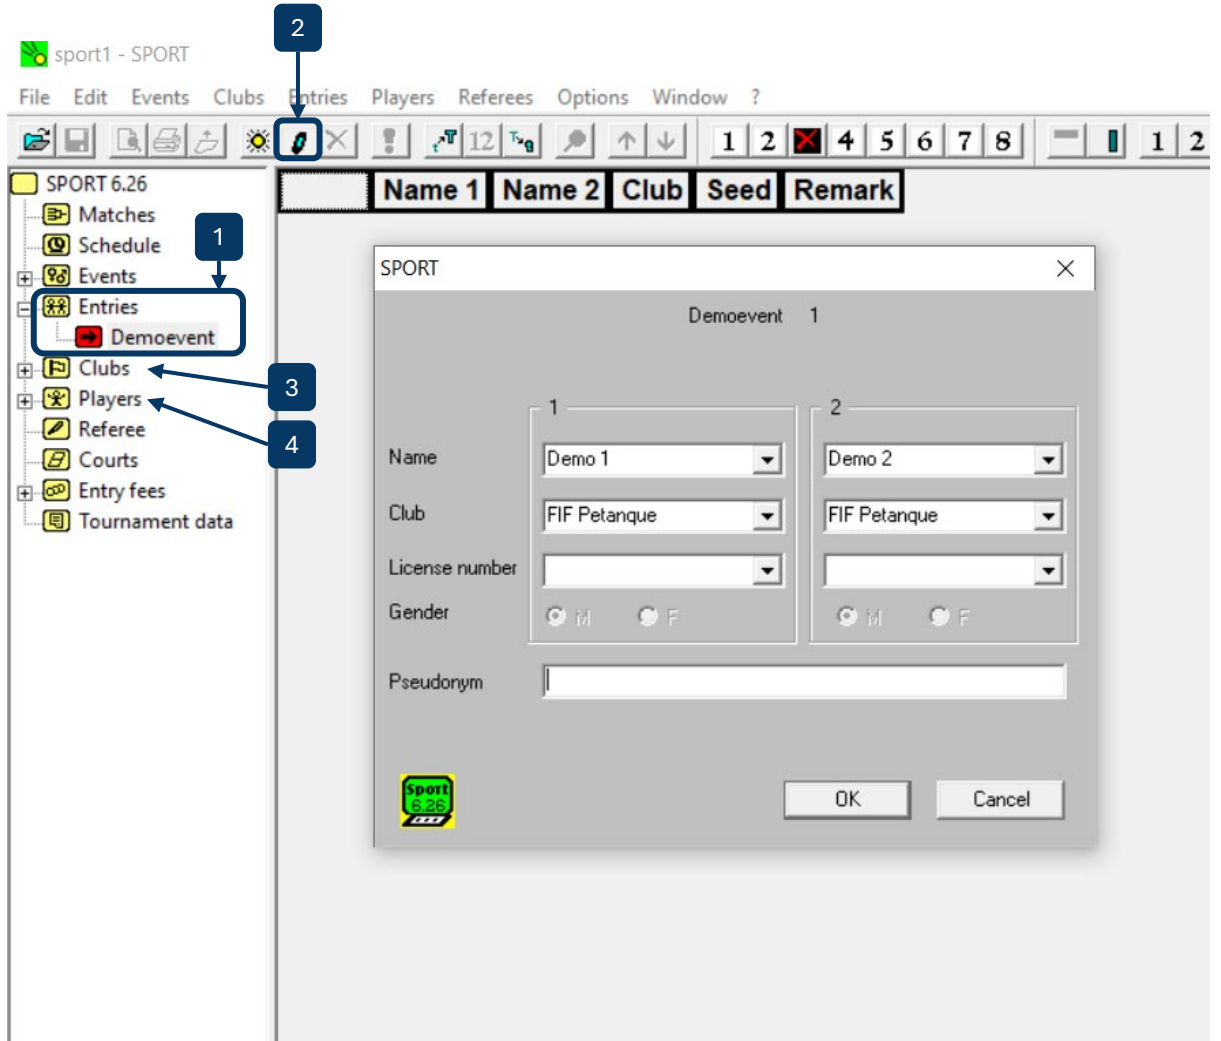 2
sport1 - SPORT
File Edit Events Clubs Entries Players Referees Options Window ?
12 1 2 4 5 6 7 8 1 2
SPORT 6.26
Name 1 Name 2 Club Seed Remark
Matches
Schedule
1
Events
Entries
Demoevent
Clubs
3
Players
4
Referee
Courts
Entry fees
Tournament data
SPORT
Demoevent 1
1 2
Name Demo 1 Demo 2
Club FIF Petanque FIF Petanque
License number
Gender M F M F
Pseudonym
Sport
6.26
OK Cancel